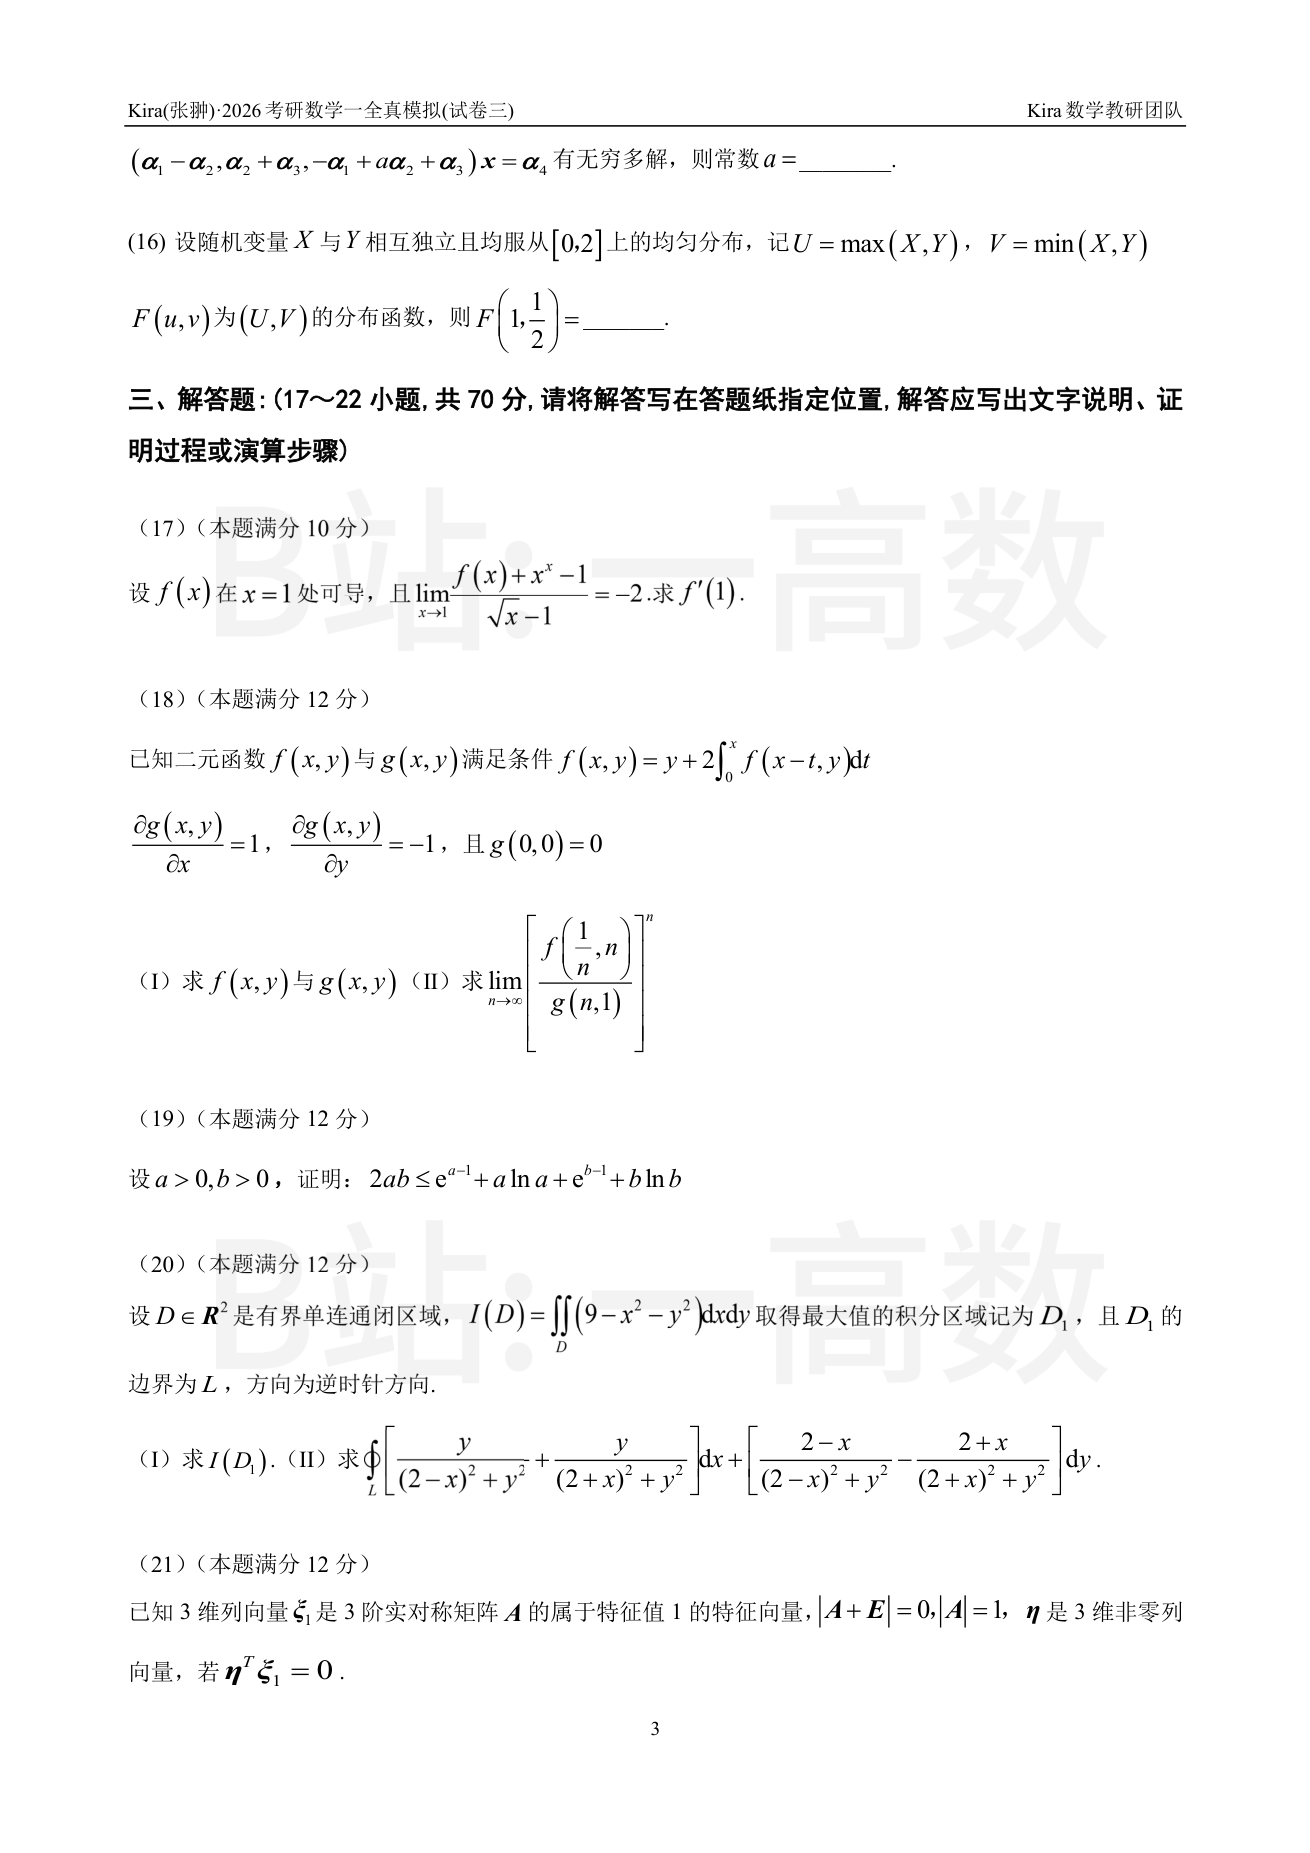 Kira(张翀)·2026考研数学一全真模拟(试卷三) Kira数学教研团队
(α₁ − α₂, α₂ + α₃, −α₁ + aα₂ + α₃)x = α₄ 有无穷多解，则常数 a = ________.
(16) 设随机变量 X 与 Y 相互独立且均服从[0,2]上的均匀分布，记 U = max(X,Y)，V = min(X,Y)
F(u,v)为(U,V)的分布函数，则 F(1, 1/2) = _______.
三、解答题:(17～22 小题,共 70 分,请将解答写在答题纸指定位置,解答应写出文字说明、证
明过程或演算步骤)
（17）（本题满分 10 分）
设 f(x) 在 x = 1 处可导，且 lim_{x→1} (f(x) + x^x − 1)/(√x − 1) = −2 .求 f′(1).
（18）（本题满分 12 分）
已知二元函数 f(x,y) 与 g(x,y) 满足条件 f(x,y) = y + 2∫₀^x f(x−t, y)dt
∂g(x,y)/∂x = 1，∂g(x,y)/∂y = −1，且 g(0,0) = 0
（I）求 f(x,y) 与 g(x,y)（II）求 lim_{n→∞} [f(1/n, n)/g(n,1)]^n
（19）（本题满分 12 分）
设 a > 0, b > 0，证明：2ab ≤ e^{a−1} + a ln a + e^{b−1} + b ln b
（20）（本题满分 12 分）
设 D ∈ R² 是有界单连通闭区域，I(D) = ∬_D (9 − x² − y²)dxdy 取得最大值的积分区域记为 D₁，且 D₁ 的
边界为 L，方向为逆时针方向.
（I）求 I(D₁).（II）求 ∮_L [y/((2−x)² + y²) + y/((2+x)² + y²)]dx + [(2−x)/((2−x)² + y²) − (2+x)/((2+x)² + y²)]dy.
（21）（本题满分 12 分）
已知 3 维列向量 ξ₁ 是 3 阶实对称矩阵 A 的属于特征值 1 的特征向量,|A+E| = 0,|A| = 1，η 是 3 维非零列
向量，若 η^T ξ₁ = 0 .
3
B站:一高数
B站:一高数